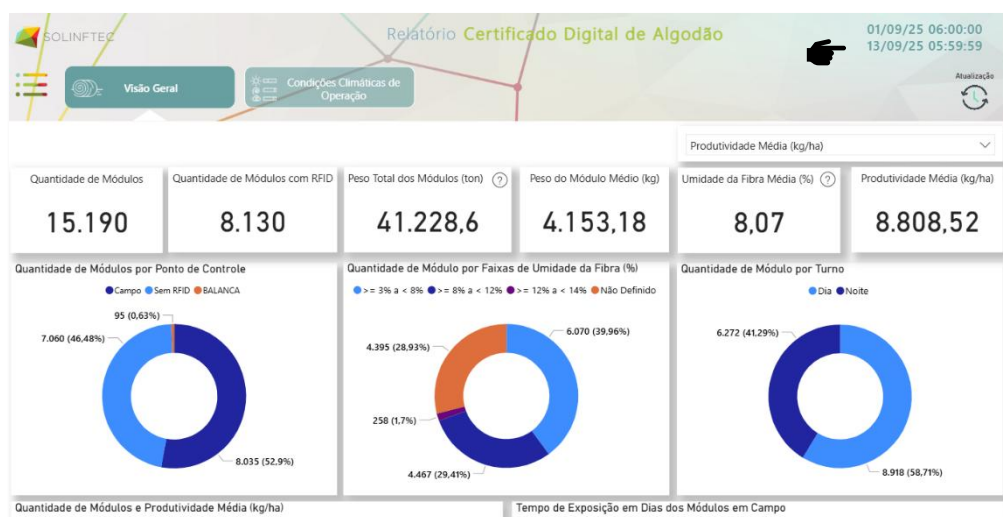 SOLINFTEC
Relatório Certificado Digital de Algodão
01/09/25 06:00:00
13/09/25 05:59:59
Visão Geral
Condições Climáticas de
Operação
Atualização
Produtividade Média (kg/ha)
Quantidade de Módulos
15.190
Quantidade de Módulos com RFID
8.130
Peso Total dos Módulos (ton) ?
41.228,6
Peso do Módulo Médio (kg)
4.153,18
Umidade da Fibra Média (%) ?
8,07
Produtividade Média (kg/ha)
8.808,52
Quantidade de Módulos por Ponto de Controle
Campo Sem RFID BALANCA
95 (0,63%)
7.060 (46,48%)
8.035 (52.9%)
Quantidade de Módulo por Faixas de Umidade da Fibra (%)
>= 3% a < 8% >= 8% a < 12% >= 12% a < 14% Não Definido
6.070 (39,96%)
4.395 (28,93%)
258 (1,7%)
4.467 (29,41%)
Quantidade de Módulo por Turno
Dia Noite
6.272 (41,29%)
8.918 (58,71%)
Quantidade de Módulos e Produtividade Média (kg/ha)
Tempo de Exposição em Dias dos Módulos em Campo